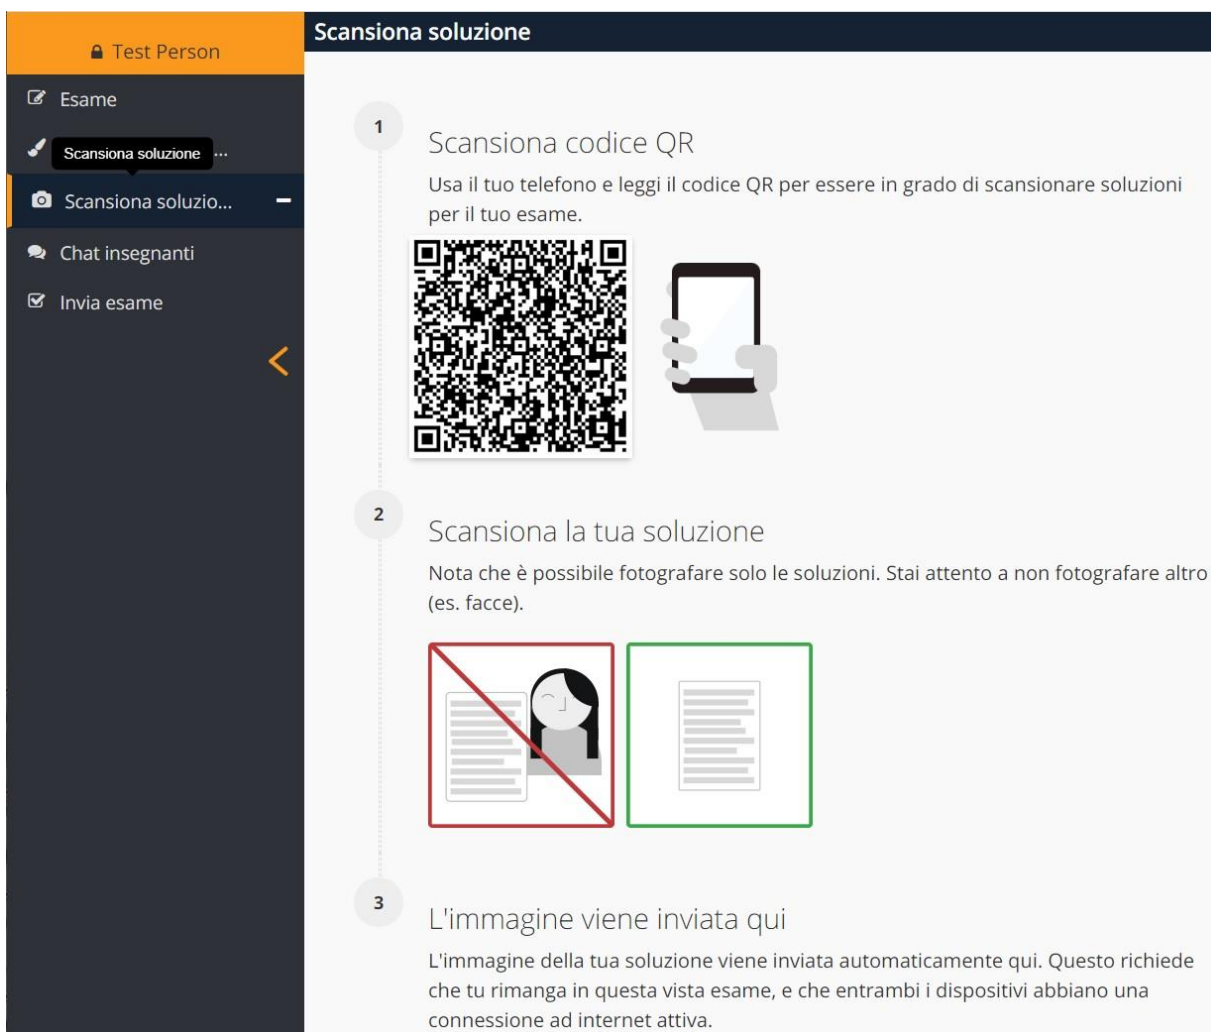 Test Person
Esame
Scansiona soluzione ...
Scansiona soluzio...
Chat insegnanti
Invia esame
Scansiona soluzione
1
Scansiona codice QR
Usa il tuo telefono e leggi il codice QR per essere in grado di scansionare soluzioni
per il tuo esame.
2
Scansiona la tua soluzione
Nota che è possibile fotografare solo le soluzioni. Stai attento a non fotografare altro
(es. facce).
3
L'immagine viene inviata qui
L'immagine della tua soluzione viene inviata automaticamente qui. Questo richiede
che tu rimanga in questa vista esame, e che entrambi i dispositivi abbiano una
connessione ad internet attiva.